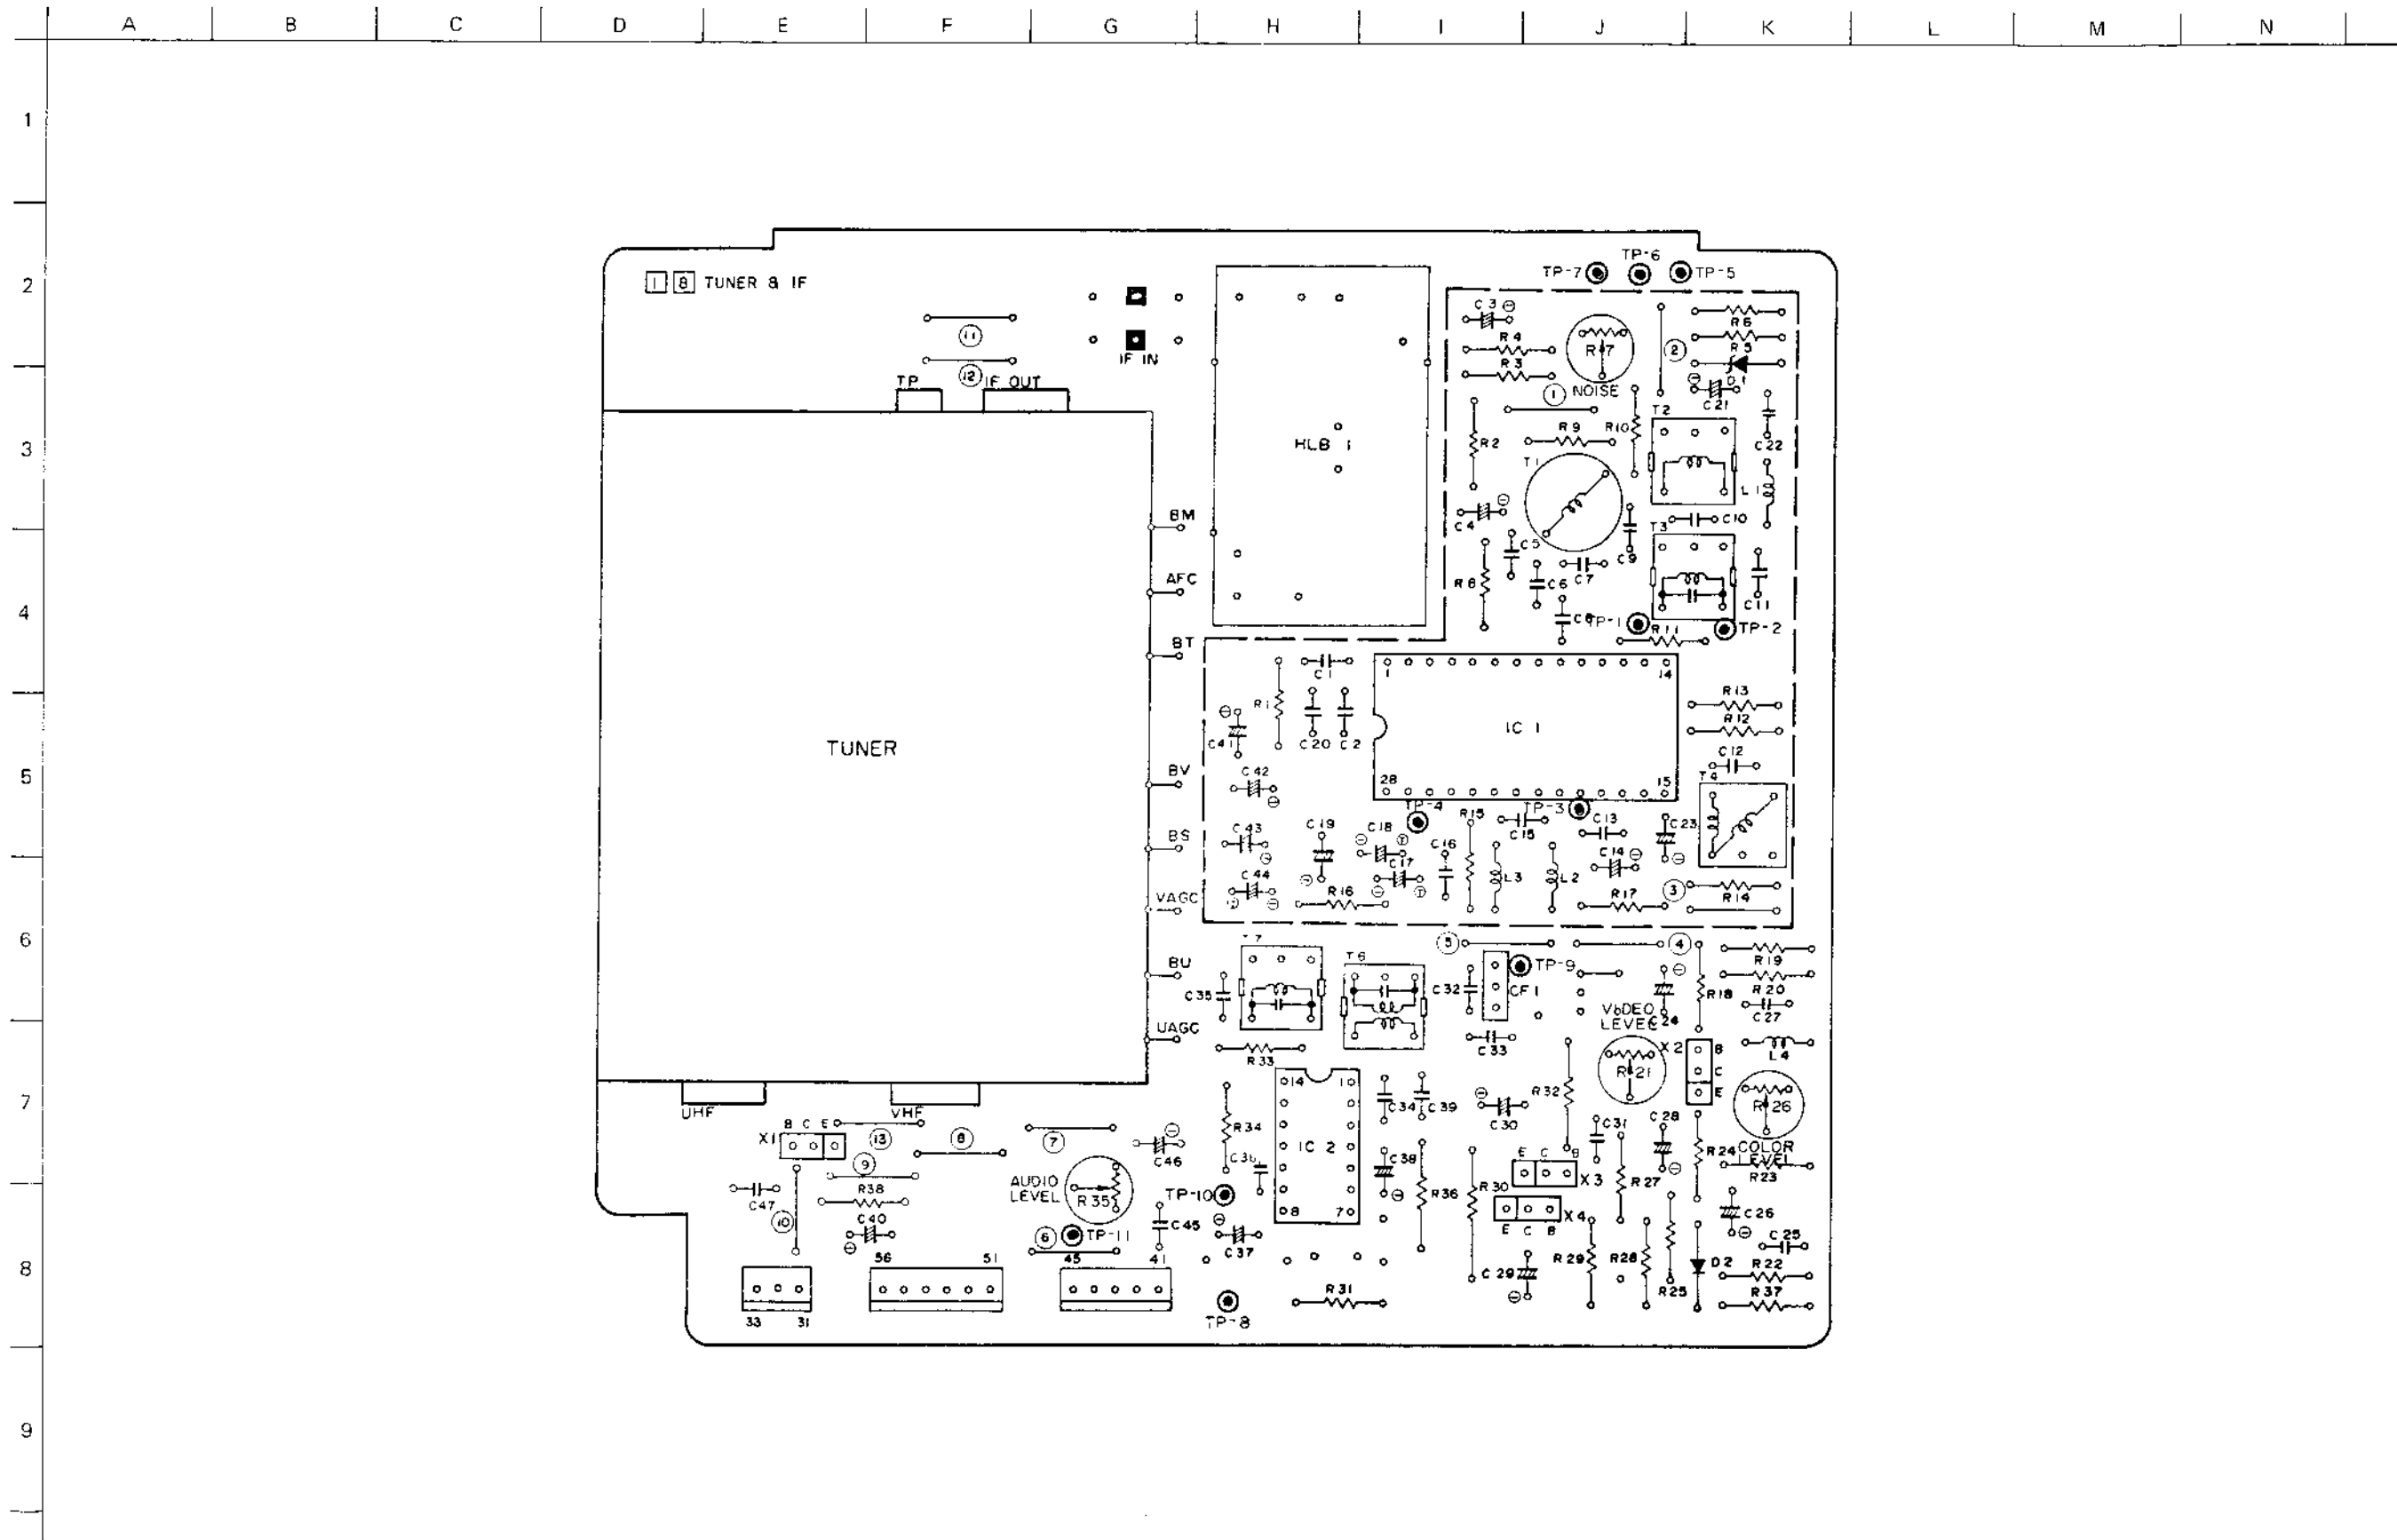 A B C D E F G H I J K L M N
1
2
3
4
5
6
7
8
9
1 8 TUNER & IF
11
12
TP
IF OUT
IF IN
TUNER
BM
AFC
BT
BV
BS
VAGC
BU
UAGC
UHF
VHF
HLB 1
TP-7
TP-6
TP-5
C3
R4
R3
R7
NOISE
1
2
R6
R5
D1
C21
R2
R9
R10
T2
C22
T1
L1
C4
C10
T3
C5
C9
R8
C6
C7
C8
C11
TP-1
R11
TP-2
C1
R1
1
14
IC 1
28
15
C41
C20
C2
R13
R12
C12
T4
C42
TP-4
TP-3
C43
C19
C18
C16
R15
C15
C13
C23
C44
R16
C17
L3
L2
C14
R17
3
R14
T7
T6
5
TP-9
4
R19
R20
C35
C32
CF1
C24
R18
C27
VIDEO
LEVEL
R33
C33
R21
X2
B
C
E
L4
14
1
IC 2
8
7
R34
C34
C39
C30
R32
R26
COLOR
LEVEL
C31
C28
R24
R23
X1
B C E
13
8
7
9
C46
C36
C38
E C B
X3
R27
C47
10
R38
AUDIO
LEVEL
R35
TP-10
R36
R30
X4
E C B
C26
C40
6
TP-11
C45
C37
C25
56
51
45
41
C29
R29
R28
R25
D2
R22
R31
R37
33
31
TP-8